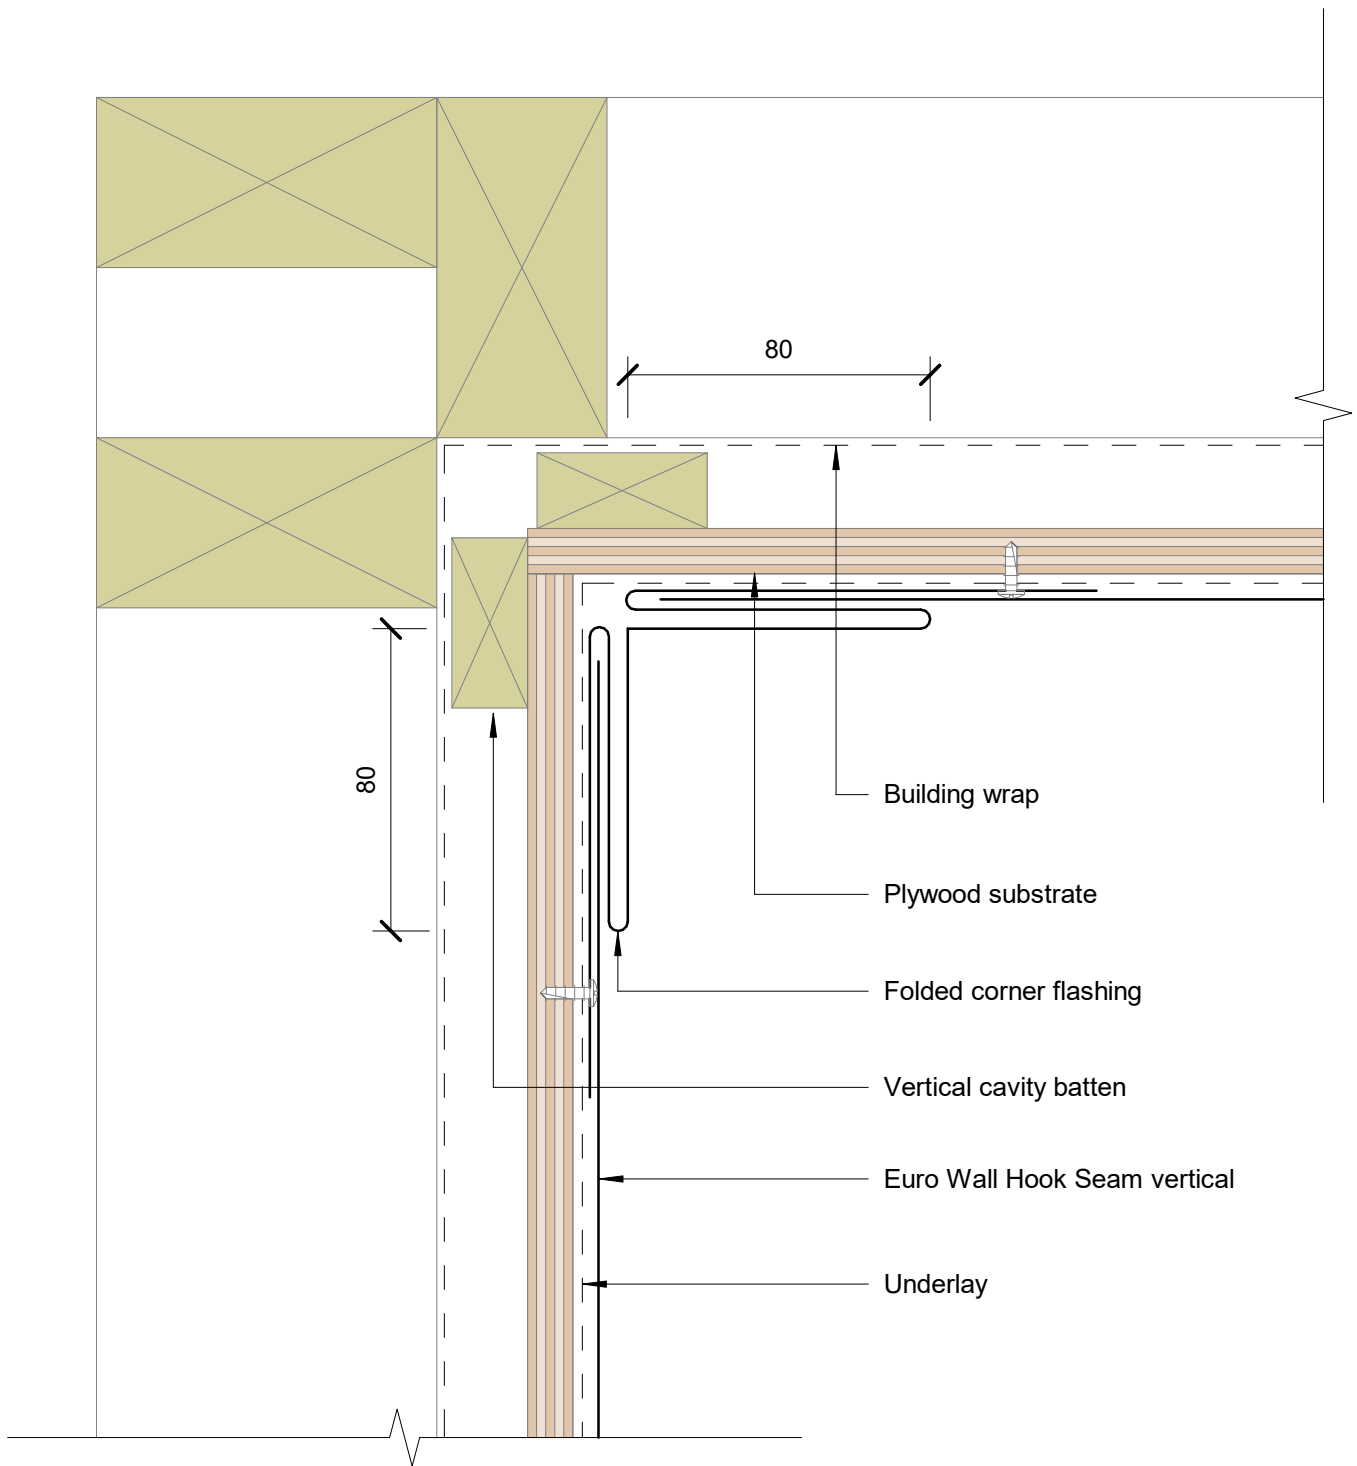 80
80
Building wrap
Plywood substrate
Folded corner flashing
Vertical cavity batten
Euro Wall Hook Seam vertical
Underlay